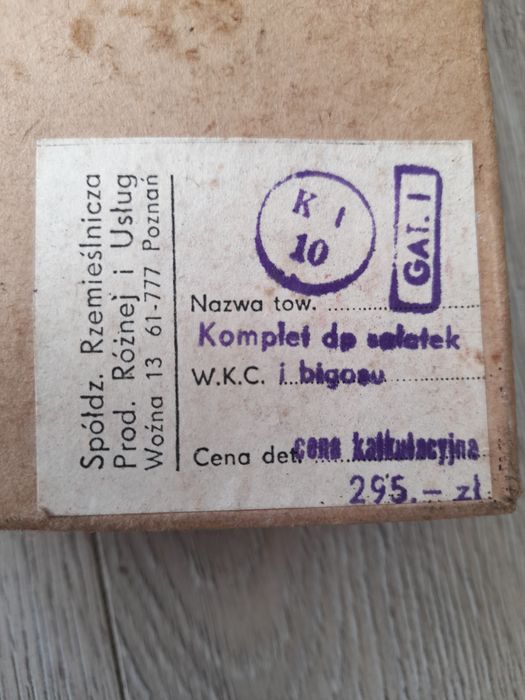 Spółdz. Rzemieślnicza
Prod. Różnej i Usług
Woźna 13 61-777 Poznań
K I
10
GAT. I
Nazwa tow. ....................
Komplet do sałatek
W.K.C. i bigosu
Cena det. cena kalkulacyjna
295.- zł